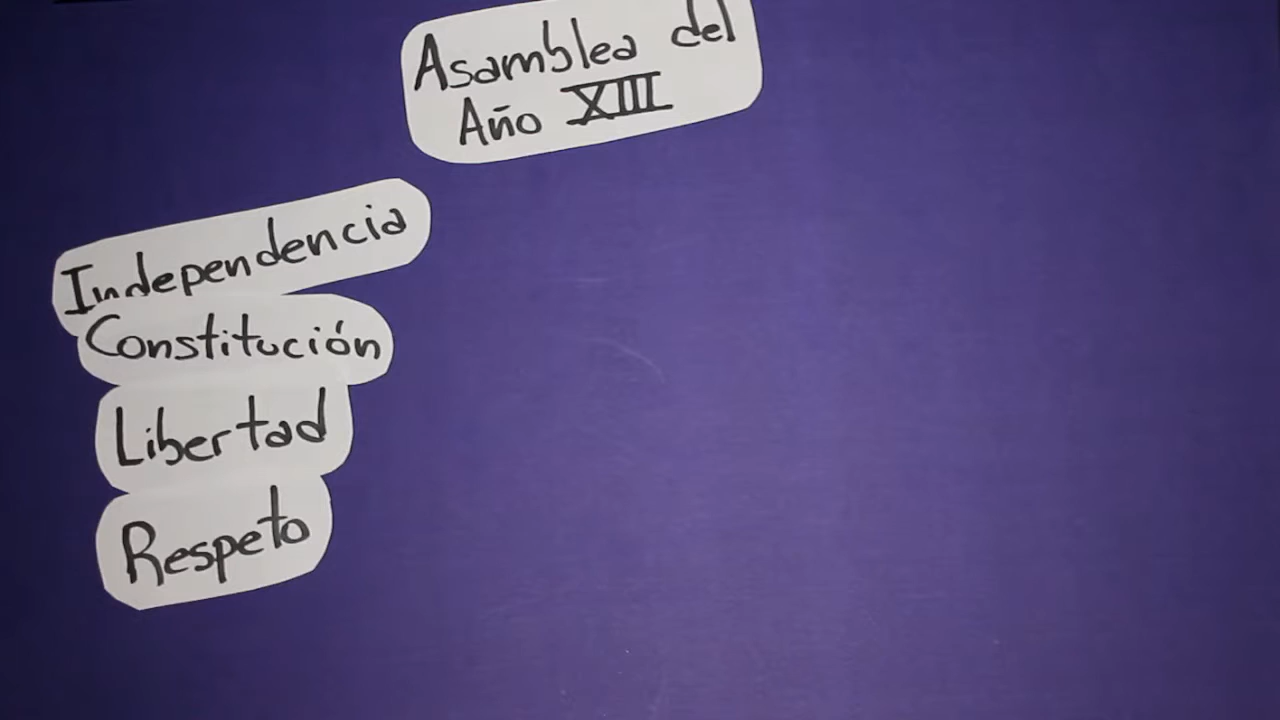 Asamblea del
Año XIII
Independencia
Constitución
Libertad
Respeto